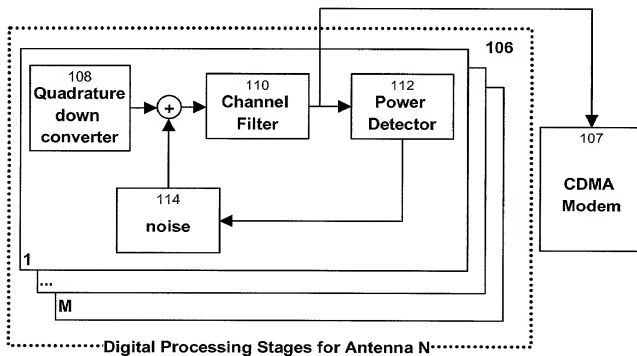 106
108
Quadrature
down
converter
+
110
Channel
Filter
112
Power
Detector
107
CDMA
Modem
114
noise
1
...
M
Digital Processing Stages for Antenna N